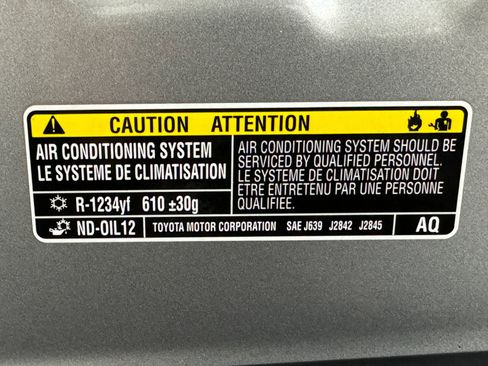 CAUTION ATTENTION
AIR CONDITIONING SYSTEM
LE SYSTEME DE CLIMATISATION
AIR CONDITIONING SYSTEM SHOULD BE
SERVICED BY QUALIFIED PERSONNEL.
LE SYSTEME DE CLIMATISATION DOIT
ETRE ENTRETENU PAR UNE PERSONNE
QUALIFIEE.
R-1234yf 610 ±30g
ND-OIL12 TOYOTA MOTOR CORPORATION SAE J639 J2842 J2845 AQ